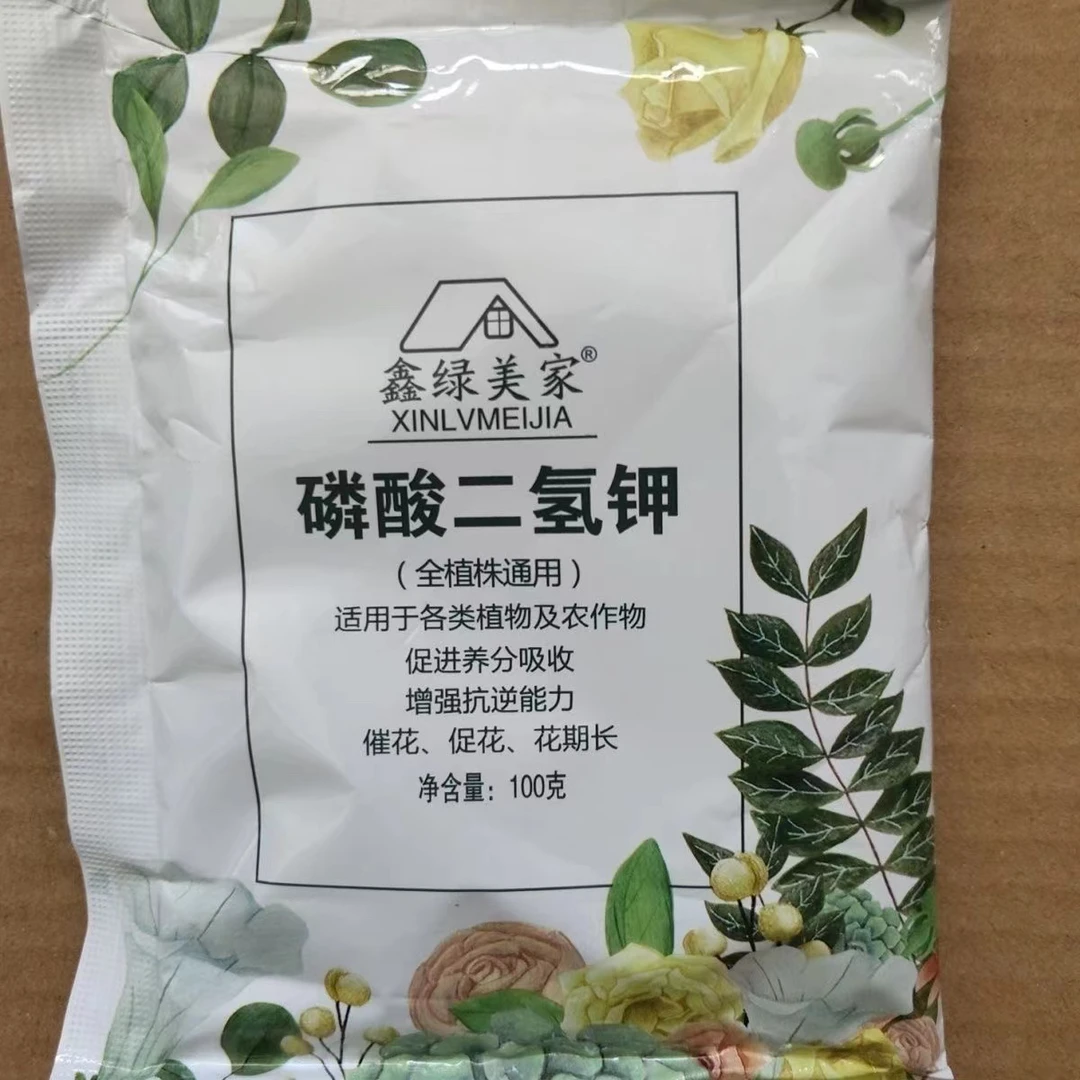 鑫绿美家®
XINLVMEIJIA
磷酸二氢钾
(全植株通用)
适用于各类植物及农作物
促进养分吸收
增强抗逆能力
催花、促花、花期长
净含量:100克